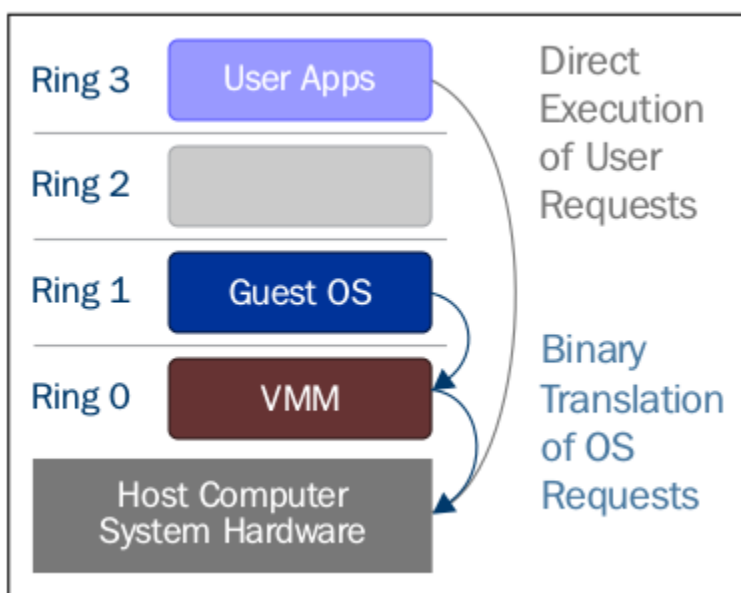 Ring 3
User Apps
Direct
Execution
of User
Requests
Ring 2
Ring 1
Guest OS
Ring 0
VMM
Binary
Translation
of OS
Requests
Host Computer
System Hardware